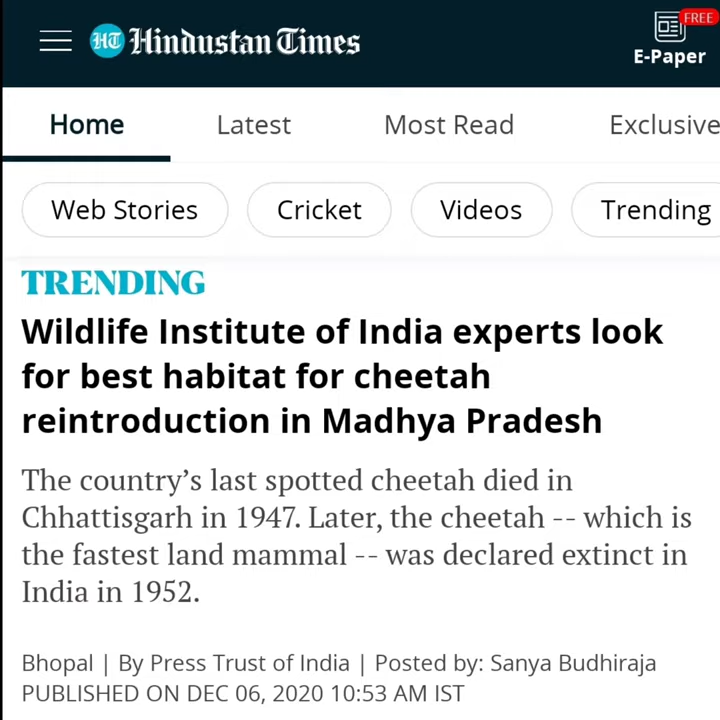 HT Hindustan Times
FREE
E-Paper
Home Latest Most Read Exclusive
Web Stories Cricket Videos Trending
TRENDING
Wildlife Institute of India experts look
for best habitat for cheetah
reintroduction in Madhya Pradesh
The country’s last spotted cheetah died in
Chhattisgarh in 1947. Later, the cheetah -- which is
the fastest land mammal -- was declared extinct in
India in 1952.
Bhopal | By Press Trust of India | Posted by: Sanya Budhiraja
PUBLISHED ON DEC 06, 2020 10:53 AM IST